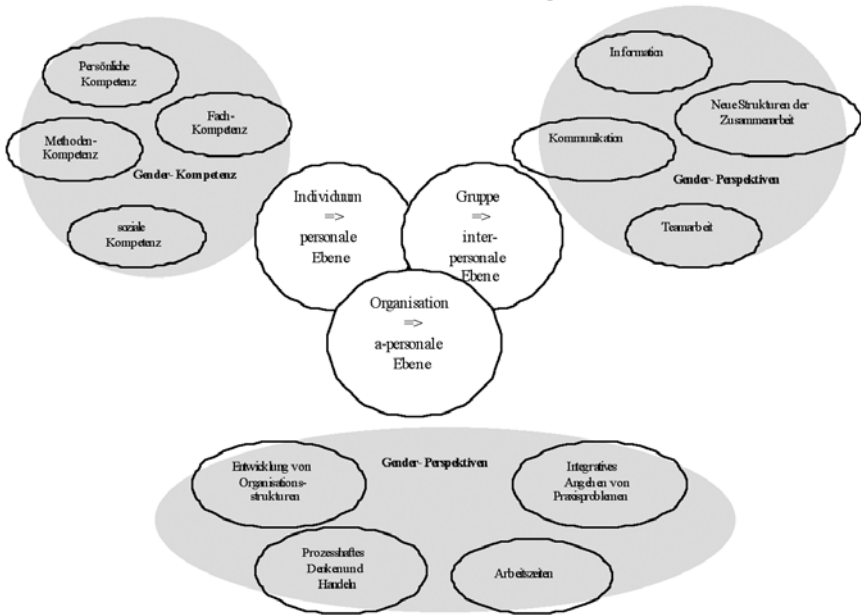 Persönliche
Kompetenz
Fach-
Kompetenz
Methoden-
Kompetenz
Gender- Kompetenz
soziale
Kompetenz
Information
Neue Strukturen der
Zusammenarbeit
Kommunikation
Gender- Perspektiven
Teamarbeit
Individuum
=>
personale
Ebene
Gruppe
=>
inter-
personale
Ebene
Organisation
=>
a-personale
Ebene
Gender- Perspektiven
Entwicklung von
Organisations-
strukturen
Integratives
Angehen von
Praxisproblemen
Prozesshaftes
Denken und
Handeln
Arbeitszeiten